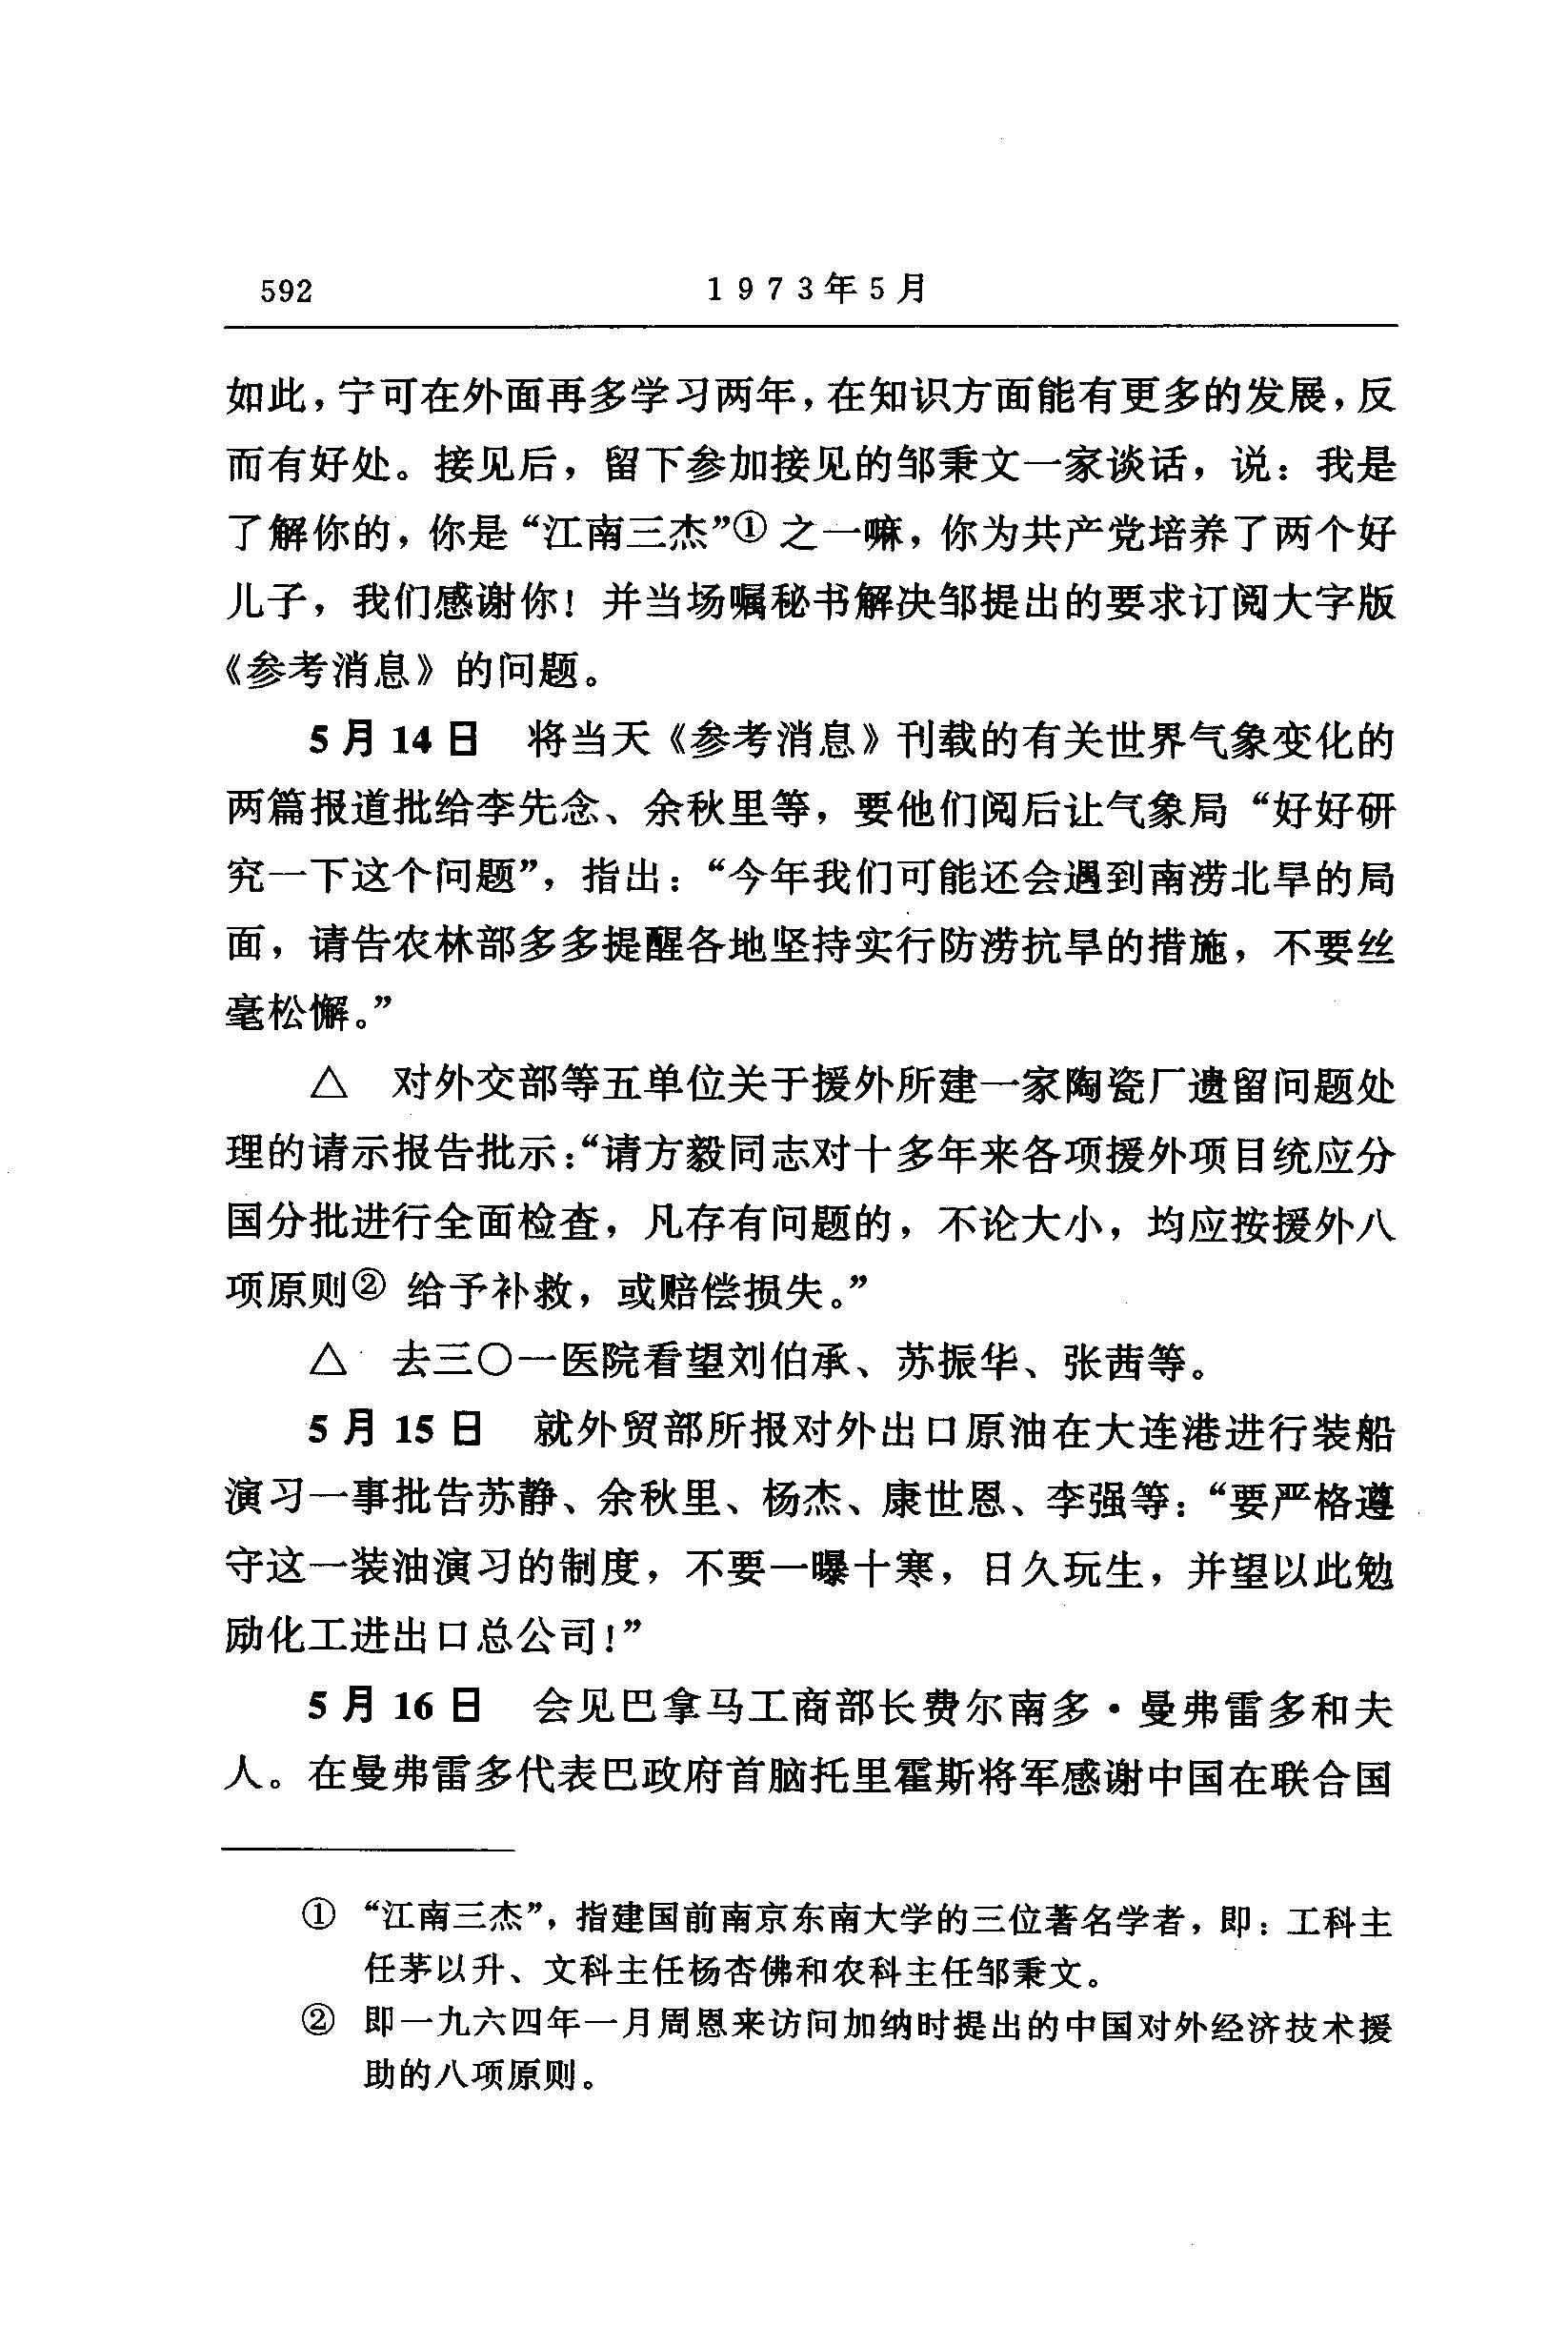 592
1973年5月
如此，宁可在外面再多学习两年，在知识方面能有更多的发展，反
而有好处。接见后，留下参加接见的邹秉文一家谈话，说：我是
了解你的，你是“江南三杰”① 之一嘛，你为共产党培养了两个好
儿子，我们感谢你！并当场嘱秘书解决邹提出的要求订阅大字版
《参考消息》的问题。
5月14日　将当天《参考消息》刊载的有关世界气象变化的
两篇报道批给李先念、余秋里等，要他们阅后让气象局“好好研
究一下这个问题”，指出：“今年我们可能还会遇到南涝北旱的局
面，请告农林部多多提醒各地坚持实行防涝抗旱的措施，不要丝
毫松懈。”
△　对外交部等五单位关于援外所建一家陶瓷厂遗留问题处
理的请示报告批示：“请方毅同志对十多年来各项援外项目统应分
国分批进行全面检查，凡存有问题的，不论大小，均应按援外八
项原则② 给予补救，或赔偿损失。”
△　去三〇一医院看望刘伯承、苏振华、张茜等。
5月15日　就外贸部所报对外出口原油在大连港进行装船
演习一事批告苏静、余秋里、杨杰、康世恩、李强等：“要严格遵
守这一装油演习的制度，不要一曝十寒，日久玩生，并望以此勉
励化工进出口总公司！”
5月16日　会见巴拿马工商部长费尔南多·曼弗雷多和夫
人。在曼弗雷多代表巴政府首脑托里霍斯将军感谢中国在联合国
① “江南三杰”，指建国前南京东南大学的三位著名学者，即：工科主
任茅以升、文科主任杨杏佛和农科主任邹秉文。
② 即一九六四年一月周恩来访问加纳时提出的中国对外经济技术援
助的八项原则。